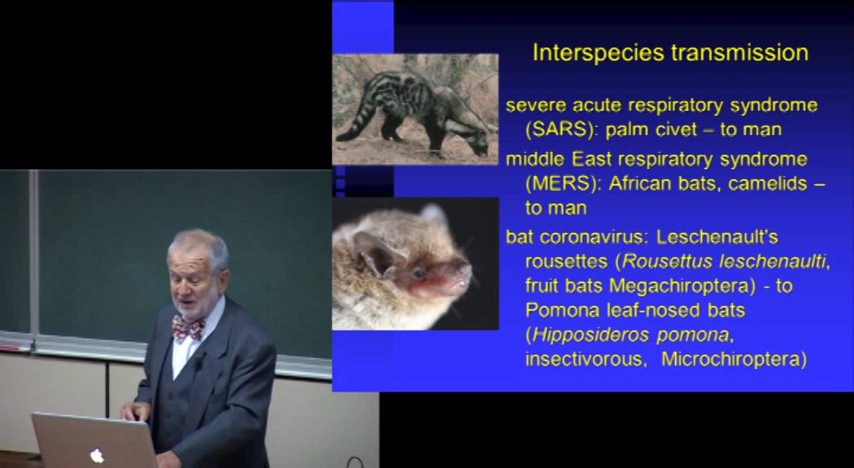 Interspecies transmission
severe acute respiratory syndrome
(SARS): palm civet – to man
middle East respiratory syndrome
(MERS): African bats, camelids –
to man
bat coronavirus: Leschenault's
rousettes (Rousettus leschenaulti,
fruit bats Megachiroptera) - to
Pomona leaf-nosed bats
(Hipposideros pomona,
insectivorous, Microchiroptera)